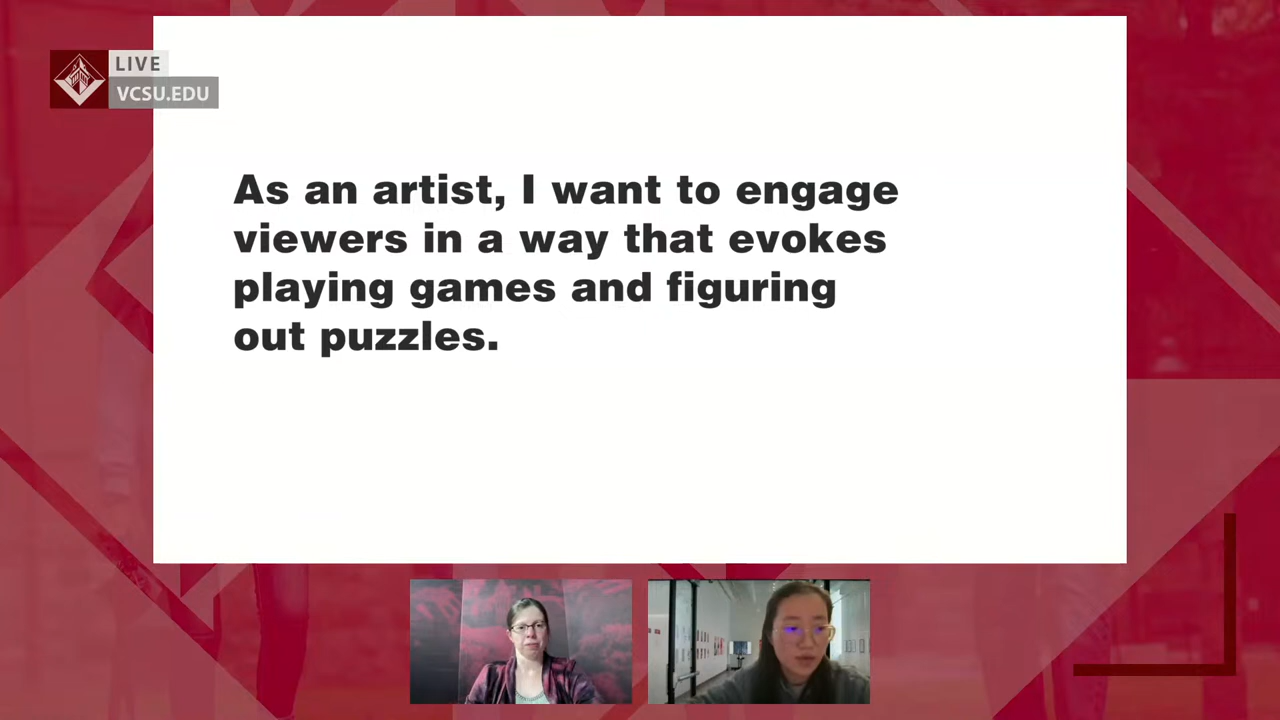 LIVE
VCSU.EDU
As an artist, I want to engage
viewers in a way that evokes
playing games and figuring
out puzzles.